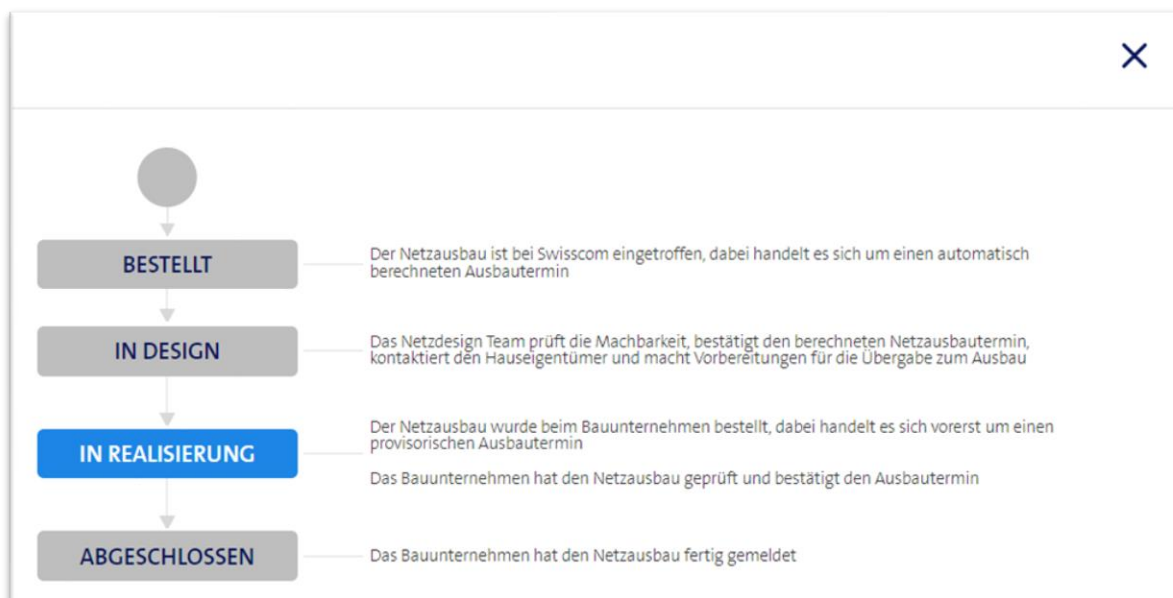 BESTELLT
Der Netzausbau ist bei Swisscom eingetroffen, dabei handelt es sich um einen automatisch
berechneten Ausbautermin
IN DESIGN
Das Netzdesign Team prüft die Machbarkeit, bestätigt den berechneten Netzausbautermin,
kontaktiert den Hauseigentümer und macht Vorbereitungen für die Übergabe zum Ausbau
IN REALISIERUNG
Der Netzausbau wurde beim Bauunternehmen bestellt, dabei handelt es sich vorerst um einen
provisorischen Ausbautermin
Das Bauunternehmen hat den Netzausbau geprüft und bestätigt den Ausbautermin
ABGESCHLOSSEN
Das Bauunternehmen hat den Netzausbau fertig gemeldet